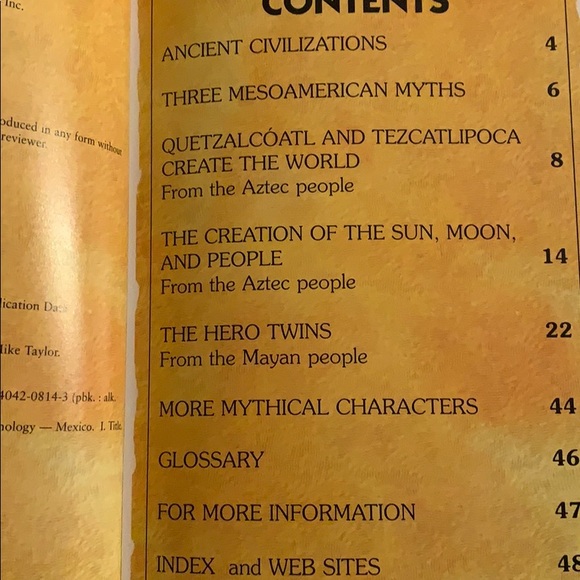 Inc.
oduced in any form without
reviewer.
lication Da
Mike Taylor.
4042-0814-3 (pbk. : alk.
nology — Mexico. I. Title.
CONTENTS
ANCIENT CIVILIZATIONS 4
THREE MESOAMERICAN MYTHS 6
QUETZALCÓATL AND TEZCATLIPOCA
CREATE THE WORLD 8
From the Aztec people
THE CREATION OF THE SUN, MOON,
AND PEOPLE 14
From the Aztec people
THE HERO TWINS 22
From the Mayan people
MORE MYTHICAL CHARACTERS 44
GLOSSARY 46
FOR MORE INFORMATION 47
INDEX and WEB SITES 48